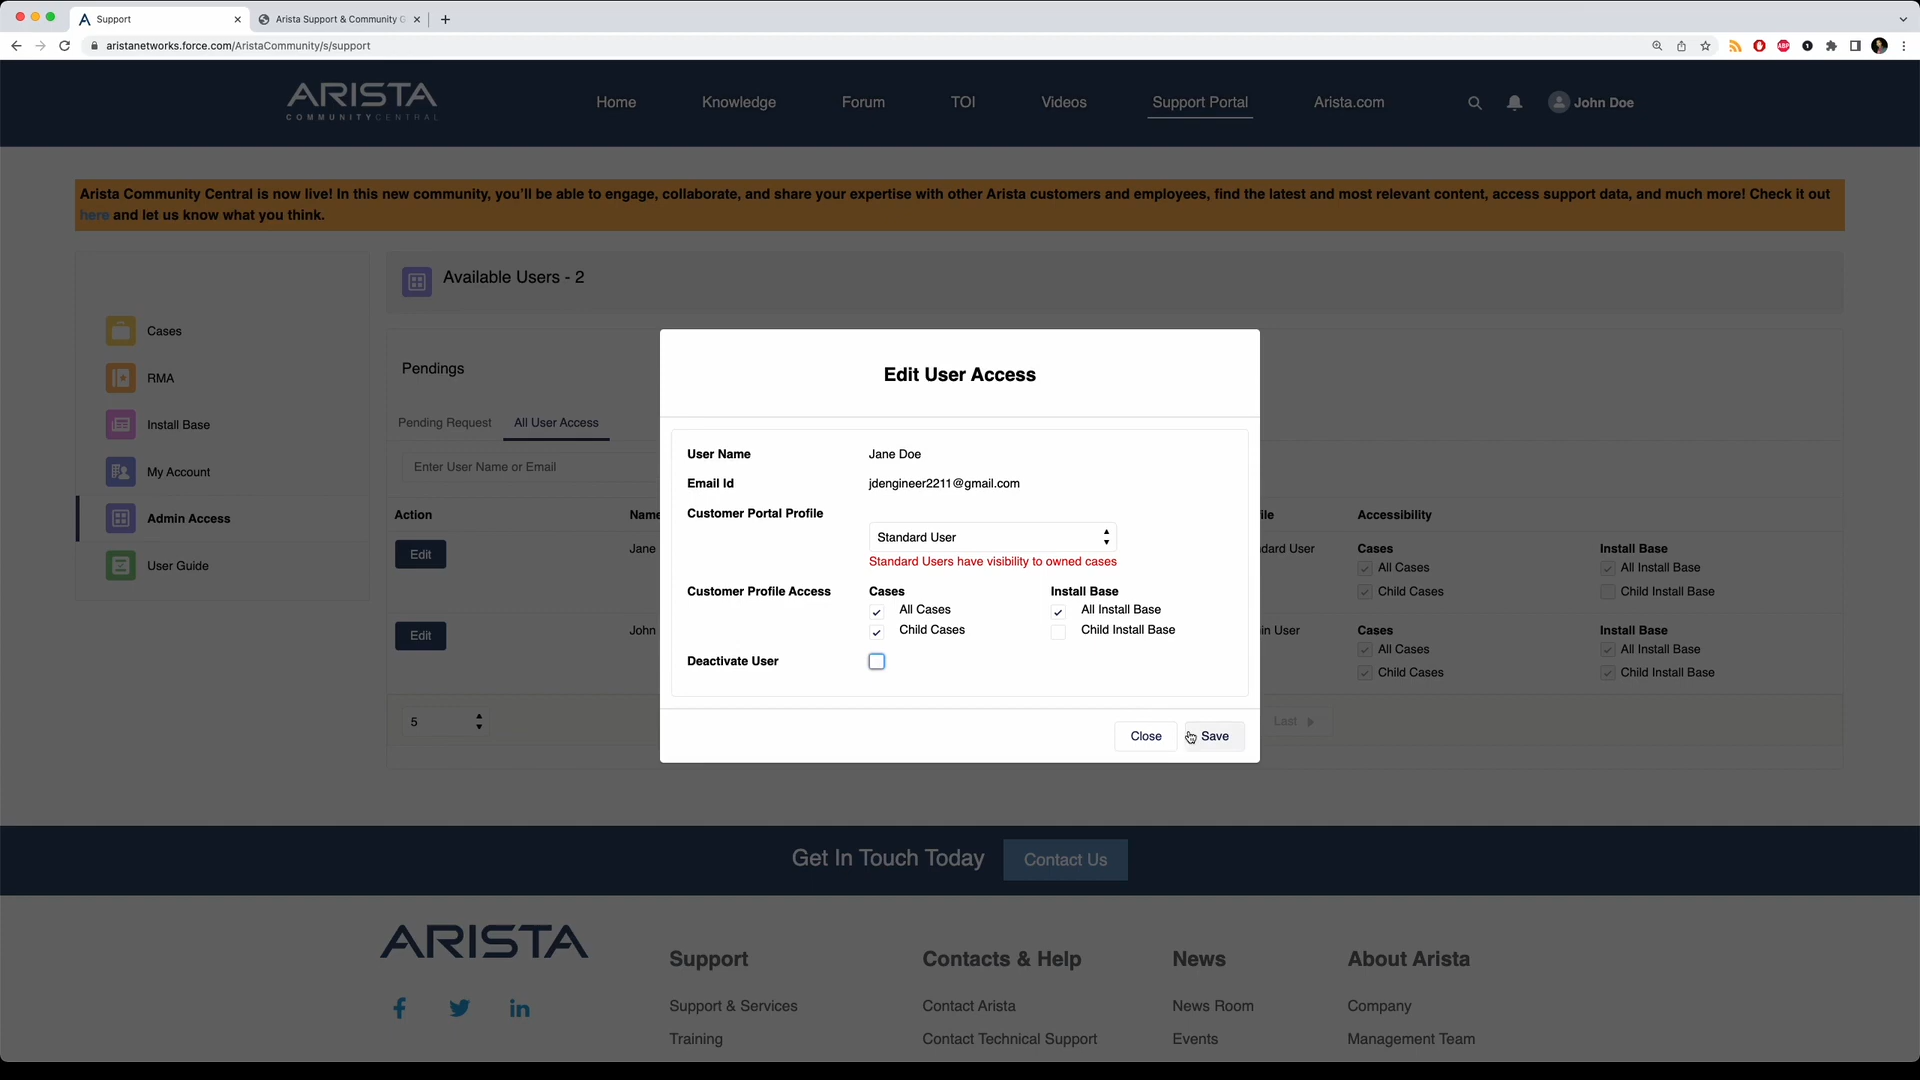 Support
Arista Support & Community G
aristanetworks.force.com/AristaCommunity/s/support
ABP
ARISTA
COMMUNITYCENTRAL
Home
Knowledge
Forum
TOI
Videos
Support Portal
Arista.com
John Doe
Arista Community Central is now live! In this new community, you'll be able to engage, collaborate, and share your expertise with other Arista customers and employees, find the latest and most relevant content, access support data, and much more! Check it out
here and let us know what you think.
Cases
RMA
Install Base
My Account
Admin Access
User Guide
Available Users - 2
Pendings
Pending Request
All User Access
Enter User Name or Email
Action
Name
ile
Accessibility
Edit
Jane
dard User
Cases
All Cases
Child Cases
Install Base
All Install Base
Child Install Base
Edit
John
in User
Cases
All Cases
Child Cases
Install Base
All Install Base
Child Install Base
5
Last
Edit User Access
User Name
Jane Doe
Email Id
jdengineer2211@gmail.com
Customer Portal Profile
Standard User
Standard Users have visibility to owned cases
Customer Profile Access
Cases
All Cases
Child Cases
Install Base
All Install Base
Child Install Base
Deactivate User
Close
Save
Get In Touch Today
Contact Us
ARISTA
Support
Support & Services
Training
Contacts & Help
Contact Arista
Contact Technical Support
News
News Room
Events
About Arista
Company
Management Team